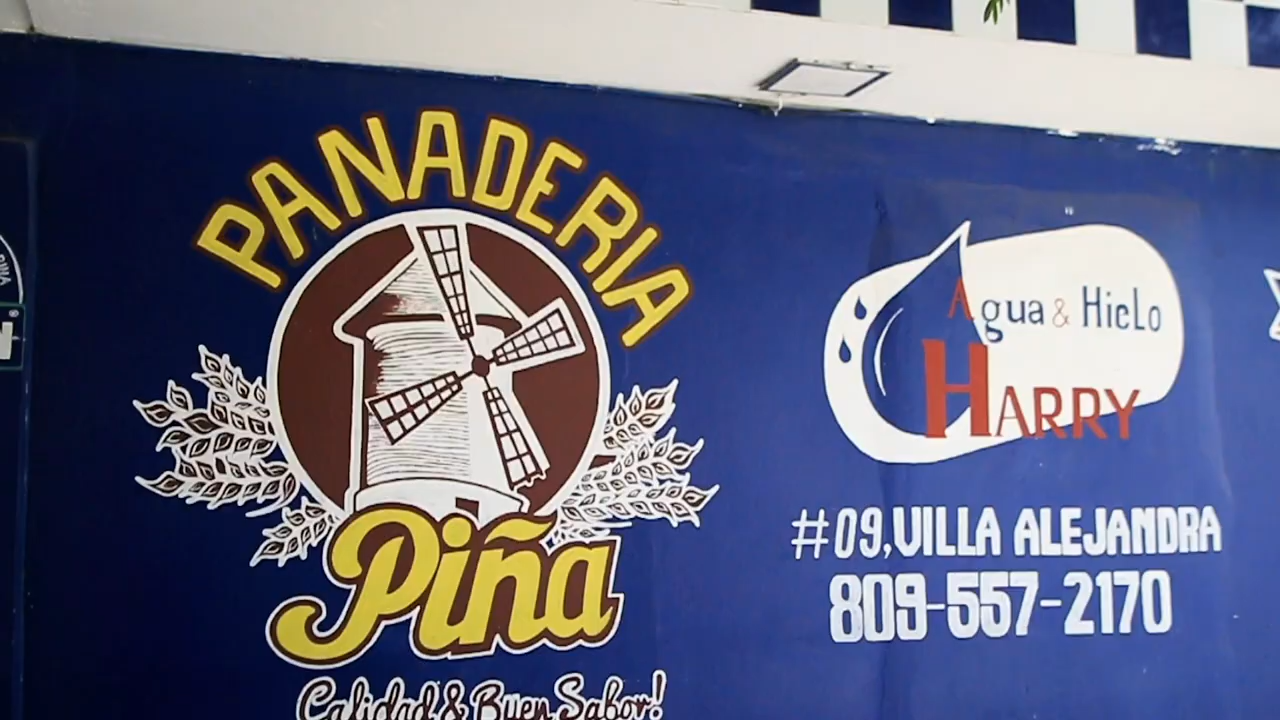 PANADERIA
Piña
Calidad & Buen Sabor!
Agua & HieLo
HARRY
#09, VILLA ALEJANDRA
809-557-2170